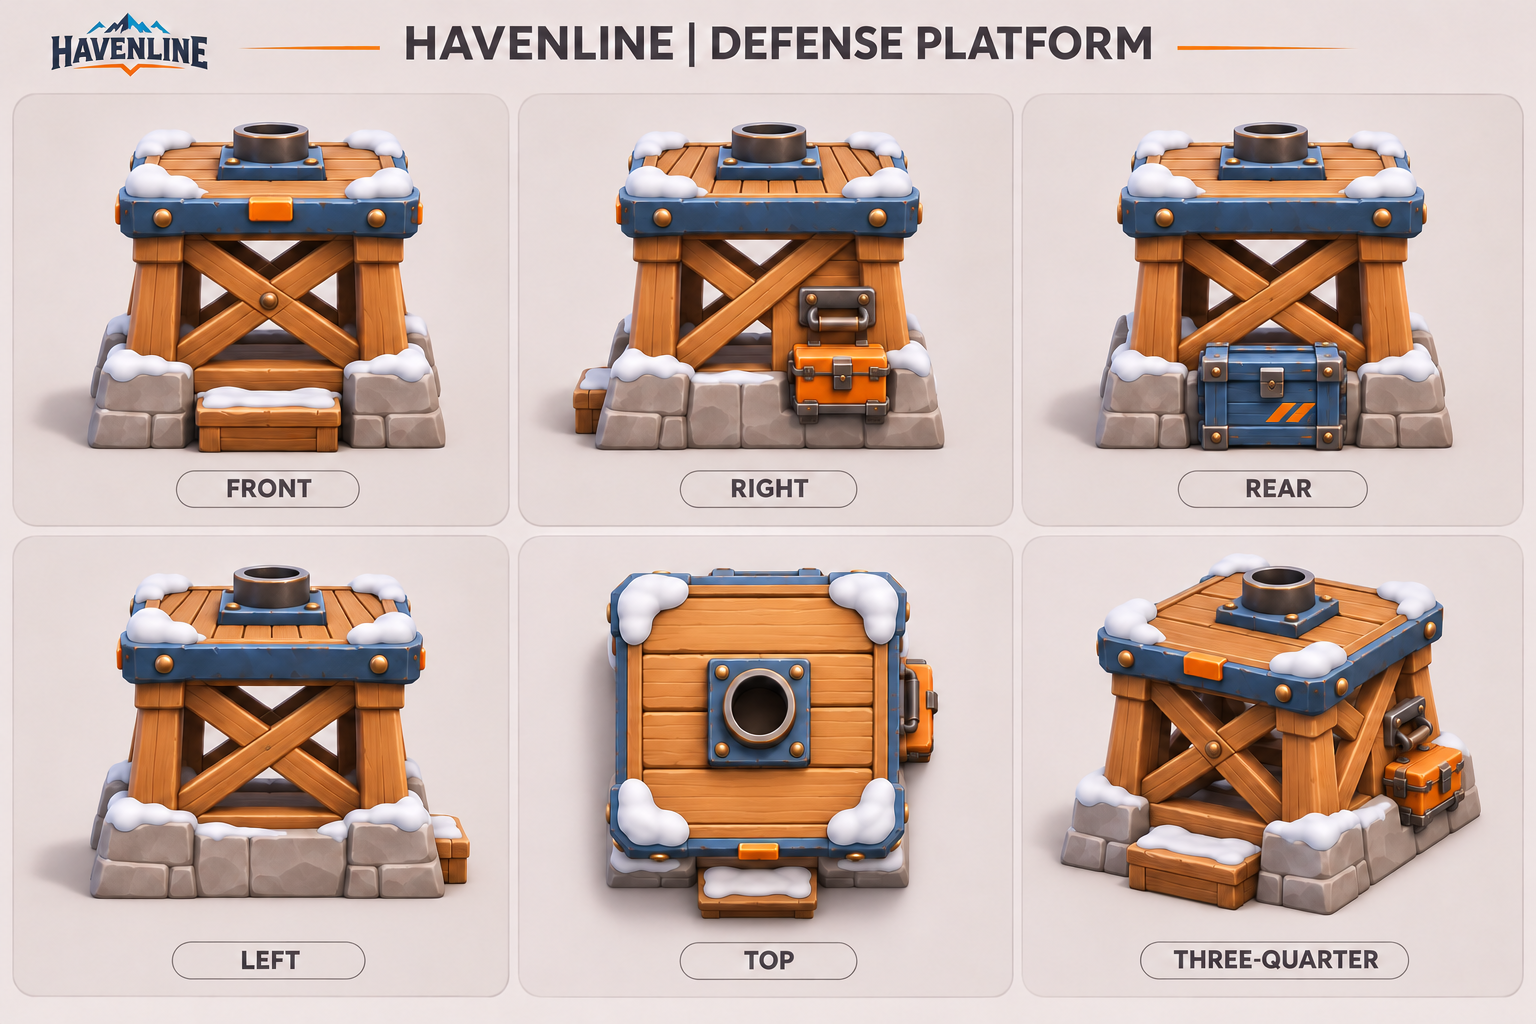 HAVENLINE
HAVENLINE | DEFENSE PLATFORM
FRONT
RIGHT
REAR
LEFT
TOP
THREE-QUARTER